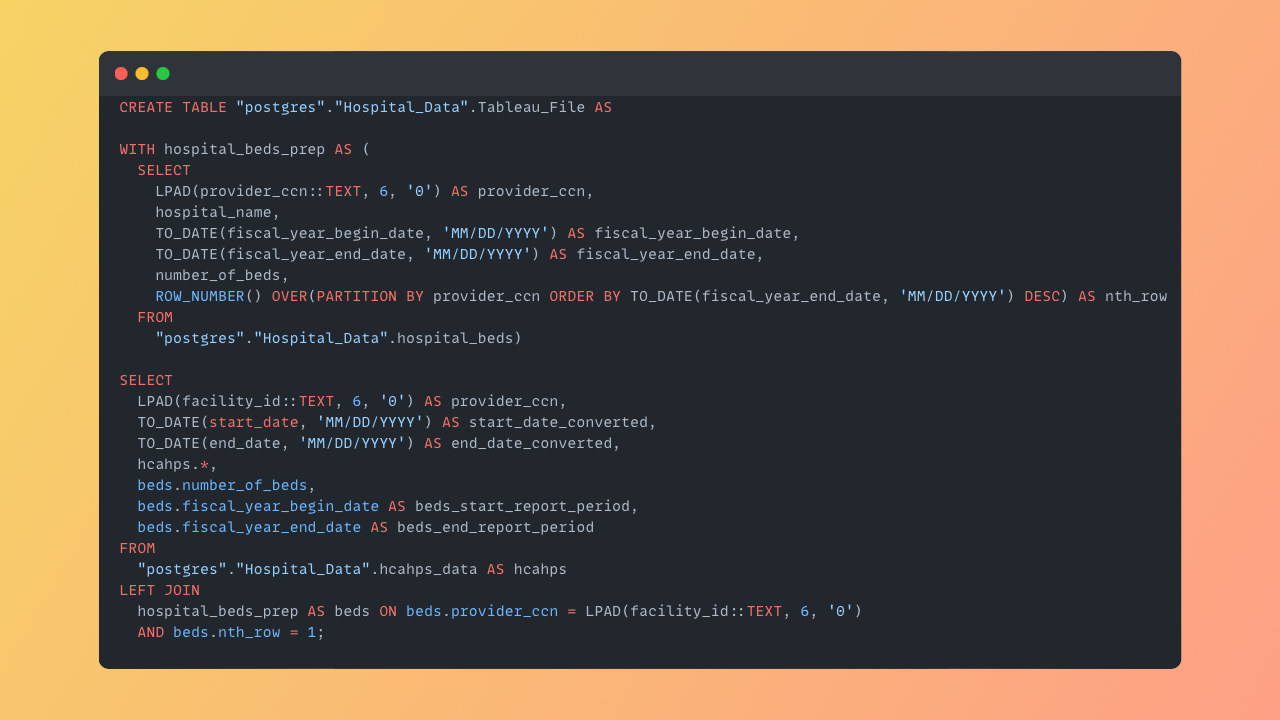 CREATE TABLE "postgres"."Hospital_Data".Tableau_File AS
WITH hospital_beds_prep AS (
SELECT
LPAD(provider_ccn::TEXT, 6, '0') AS provider_ccn,
hospital_name,
TO_DATE(fiscal_year_begin_date, 'MM/DD/YYYY') AS fiscal_year_begin_date,
TO_DATE(fiscal_year_end_date, 'MM/DD/YYYY') AS fiscal_year_end_date,
number_of_beds,
ROW_NUMBER() OVER(PARTITION BY provider_ccn ORDER BY TO_DATE(fiscal_year_end_date, 'MM/DD/YYYY') DESC) AS nth_row
FROM
"postgres"."Hospital_Data".hospital_beds)
SELECT
LPAD(facility_id::TEXT, 6, '0') AS provider_ccn,
TO_DATE(start_date, 'MM/DD/YYYY') AS start_date_converted,
TO_DATE(end_date, 'MM/DD/YYYY') AS end_date_converted,
hcahps.*,
beds.number_of_beds,
beds.fiscal_year_begin_date AS beds_start_report_period,
beds.fiscal_year_end_date AS beds_end_report_period
FROM
"postgres"."Hospital_Data".hcahps_data AS hcahps
LEFT JOIN
hospital_beds_prep AS beds ON beds.provider_ccn = LPAD(facility_id::TEXT, 6, '0')
AND beds.nth_row = 1;